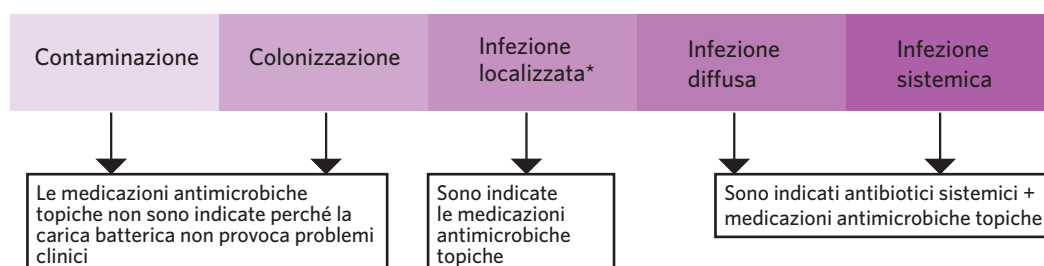 Contaminazione
Colonizzazione
Infezione
localizzata*
Infezione
diffusa
Infezione
sistemica
Le medicazioni antimicrobiche
topiche non sono indicate perché la
carica batterica non provoca problemi
clinici
Sono indicate
le medicazioni
antimicrobiche
topiche
Sono indicati antibiotici sistemici +
medicazioni antimicrobiche topiche